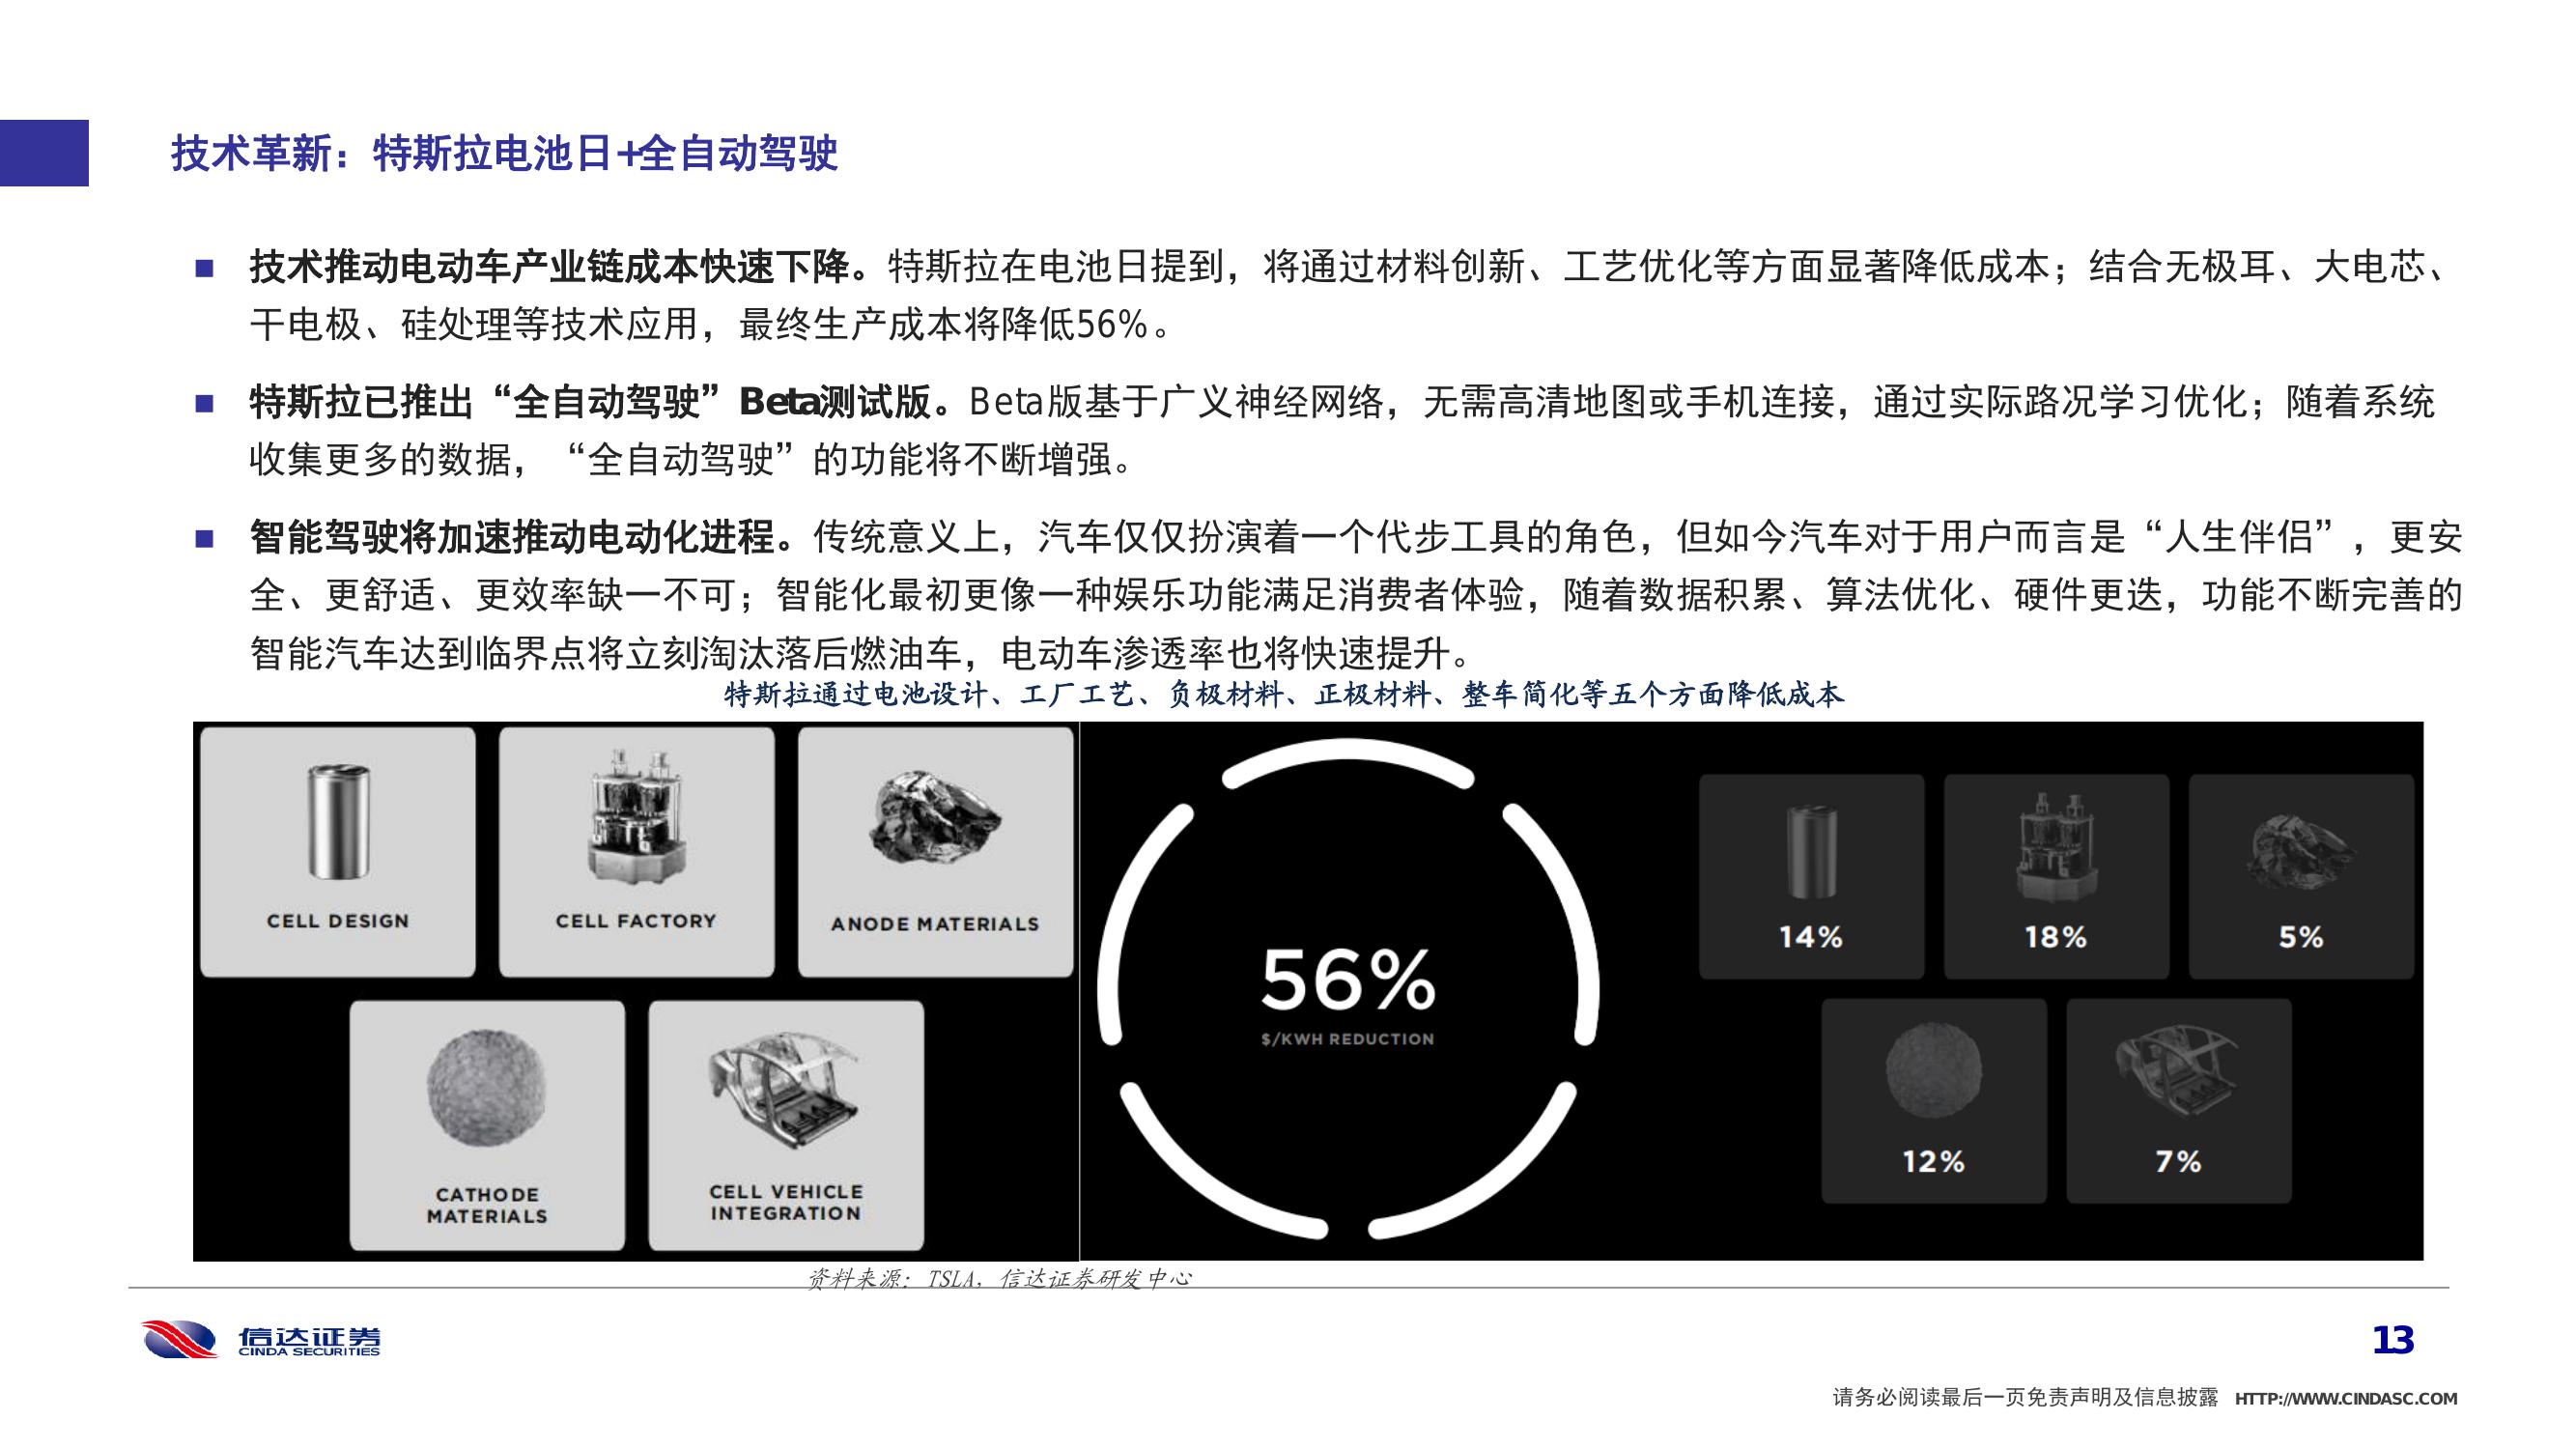 技术革新：特斯拉电池日+全自动驾驶
■ 技术推动电动车产业链成本快速下降。特斯拉在电池日提到，将通过材料创新、工艺优化等方面显著降低成本；结合无极耳、大电芯、
干电极、硅处理等技术应用，最终生产成本将降低56%。
■ 特斯拉已推出“全自动驾驶”Beta测试版。Beta版基于广义神经网络，无需高清地图或手机连接，通过实际路况学习优化；随着系统
收集更多的数据，“全自动驾驶”的功能将不断增强。
■ 智能驾驶将加速推动电动化进程。传统意义上，汽车仅仅扮演着一个代步工具的角色，但如今汽车对于用户而言是“人生伴侣”，更安
全、更舒适、更效率缺一不可；智能化最初更像一种娱乐功能满足消费者体验，随着数据积累、算法优化、硬件更迭，功能不断完善的
智能汽车达到临界点将立刻淘汰落后燃油车，电动车渗透率也将快速提升。
特斯拉通过电池设计、工厂工艺、负极材料、正极材料、整车简化等五个方面降低成本
CELL DESIGN
CELL FACTORY
ANODE MATERIALS
CATHODE
MATERIALS
CELL VEHICLE
INTEGRATION
56%
$/KWH REDUCTION
14%
18%
5%
12%
7%
资料来源：TSLA，信达证券研发中心
信达证券
CINDA SECURITIES
13
请务必阅读最后一页免责声明及信息披露 HTTP://WWW.CINDASC.COM